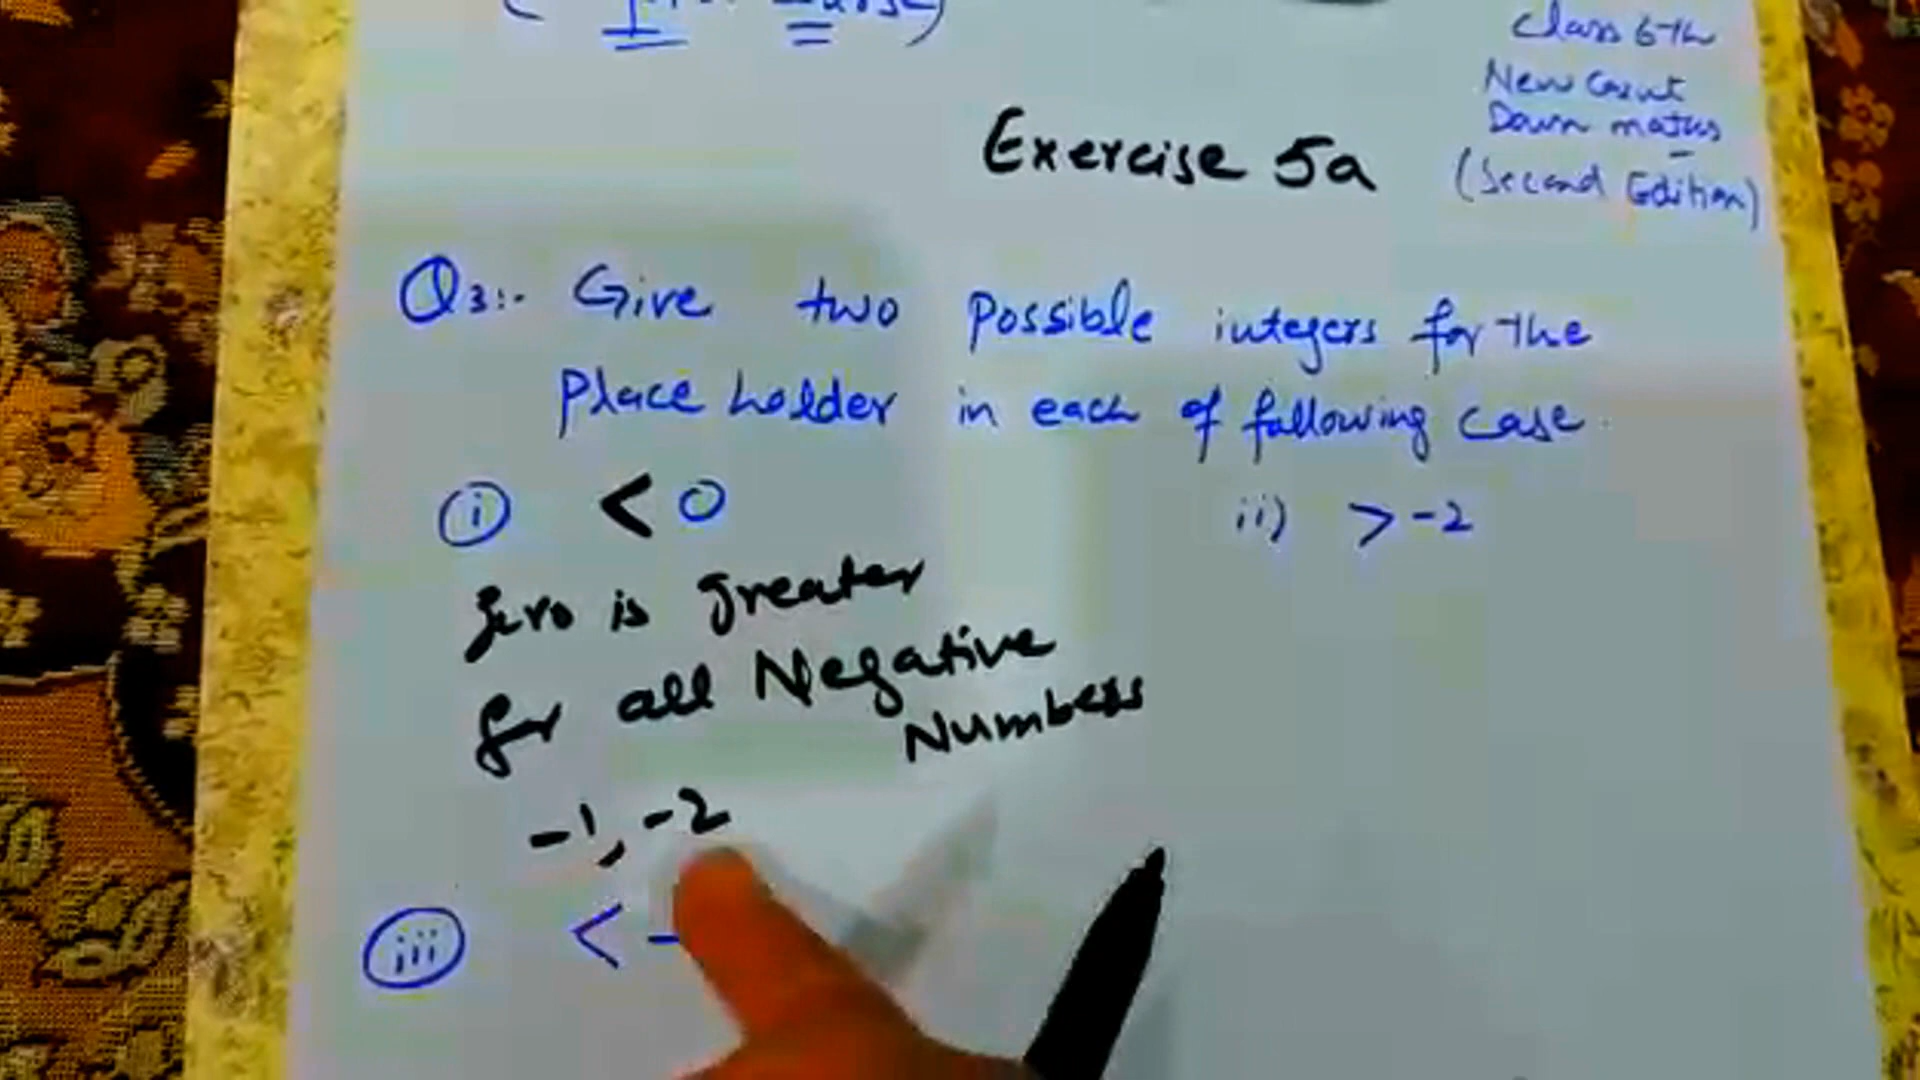 Class 6th
New Count
Down maths
(Second Edition)
Exercise 5a
Q3:- Give two possible integers for the
Place holder in each of following case.
(i) < 0
ii) > -2
Zero is greater
for all Negative
Numbers
-1, -2
(iii) < -